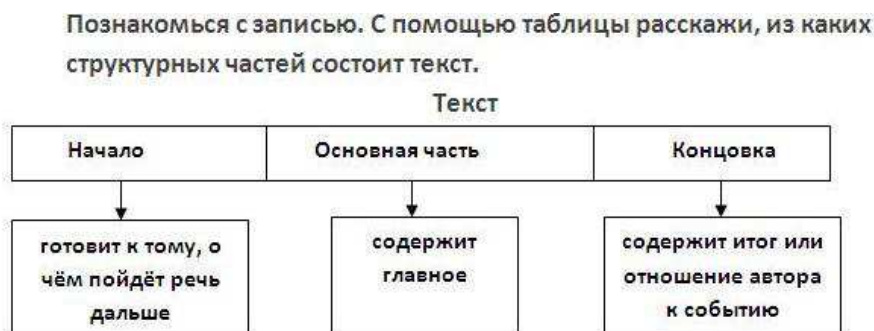 Познакомься с записью. С помощью таблицы расскажи, из каких
структурных частей состоит текст.
Текст
Начало
Основная часть
Концовка
готовит к тому, о
чём пойдёт речь
дальше
содержит
главное
содержит итог или
отношение автора
к событию